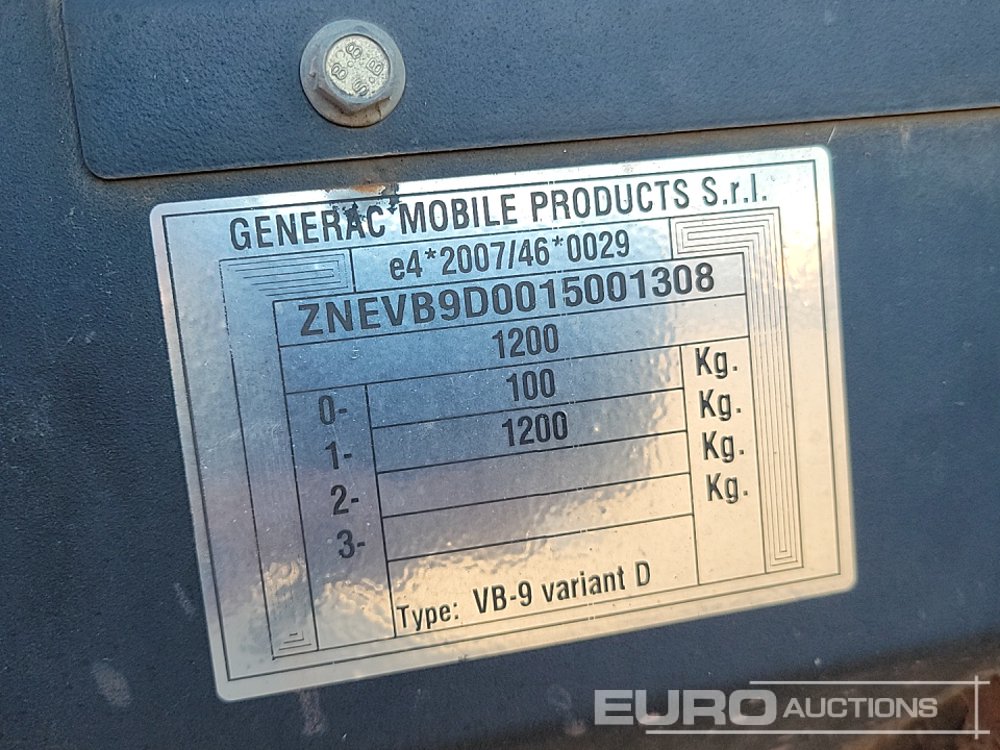 GENERAC MOBILE PRODUCTS S.r.l.
e4*2007/46*0029
ZNEVB9D0015001308
1200 Kg.
0- 100 Kg.
1- 1200 Kg.
2- Kg.
3-
Type: VB-9 variant D
EURO AUCTIONS